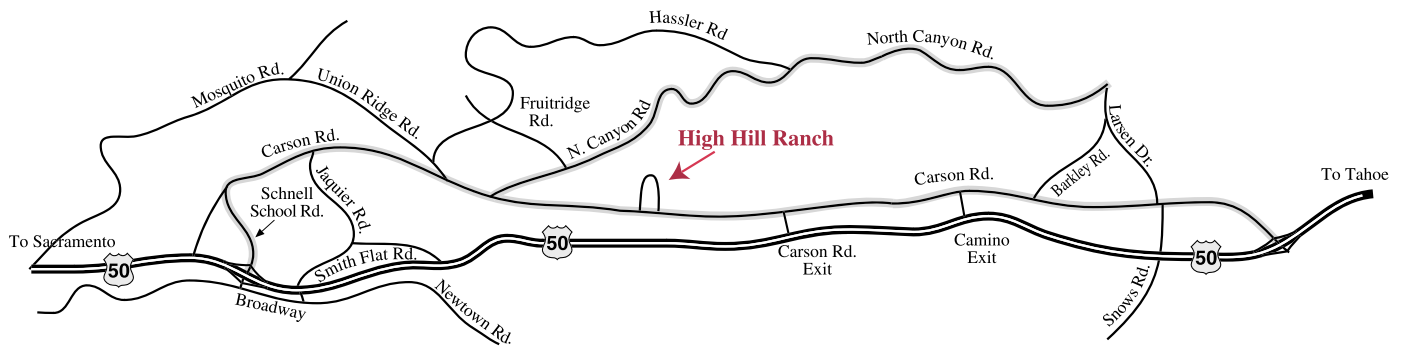 Hassler Rd
North Canyon Rd.
Mosquito Rd.
Union Ridge Rd.
Fruitridge
Rd.
N. Canyon Rd
High Hill Ranch
Larsen Dr.
Carson Rd.
Jaquier Rd.
Schnell
School Rd.
Barkley Rd.
Carson Rd.
To Tahoe
To Sacramento
50
Smith Flat Rd.
50
Carson Rd.
Exit
Camino
Exit
50
Snows Rd.
Broadway
Newtown Rd.